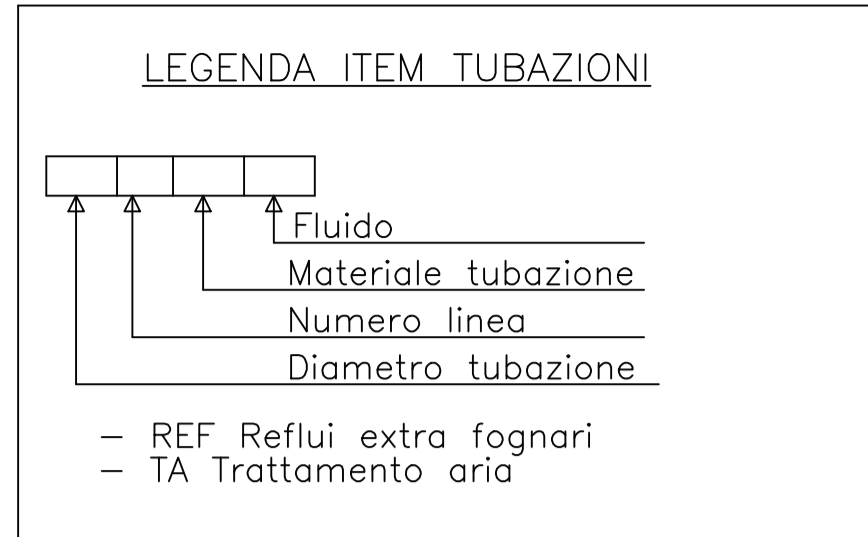 LEGENDA ITEM TUBAZIONI
Fluido
Materiale tubazione
Numero linea
Diametro tubazione
- REF Reflui extra fognari
- TA Trattamento aria